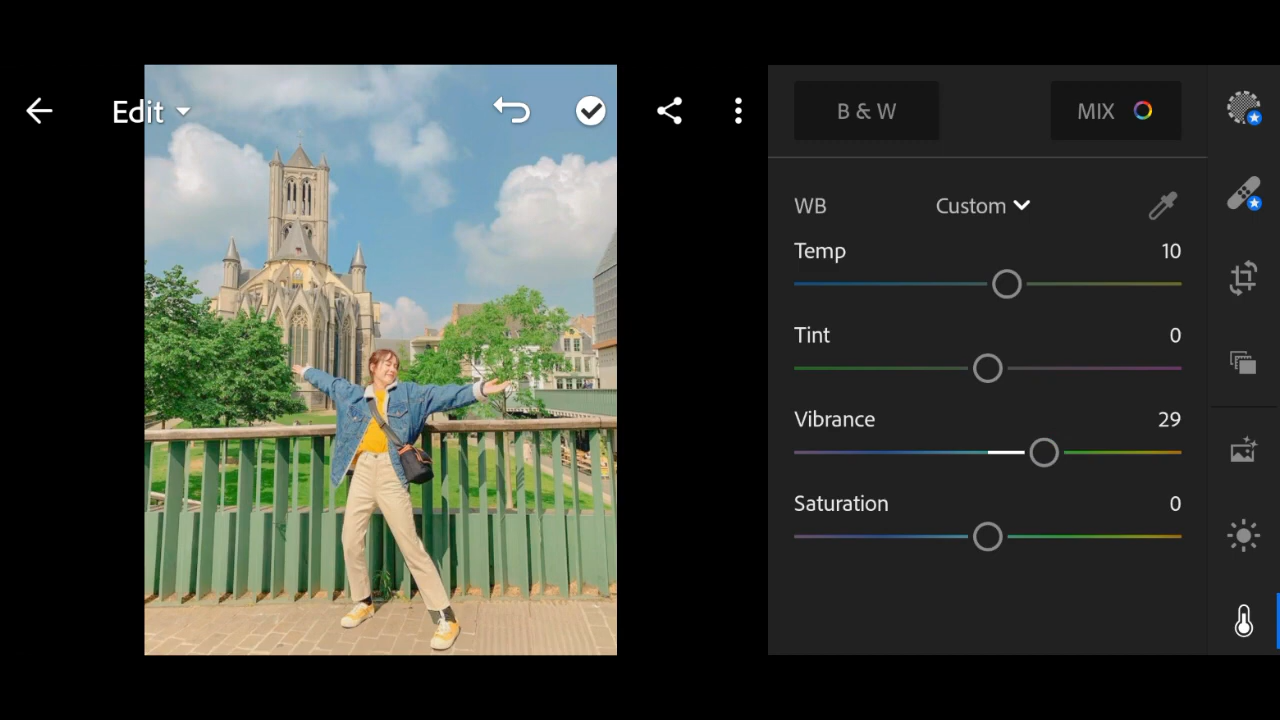 Edit
B & W
MIX
WB
Custom
Temp
10
Tint
0
Vibrance
29
Saturation
0